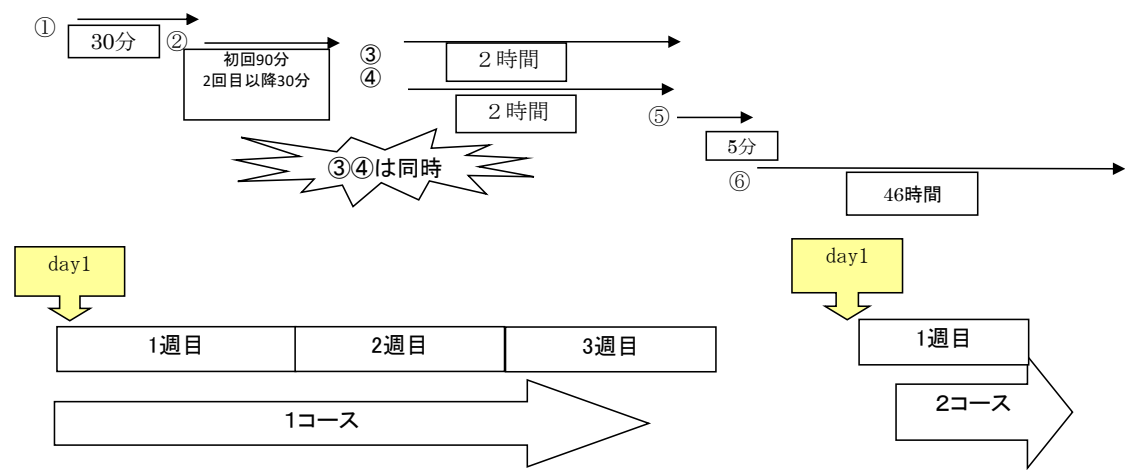 ①
30分
②
初回90分
2回目以降30分
③
２時間
④
２時間
③④は同時
⑤
5分
⑥
46時間
day1
1週目
2週目
3週目
1コース
day1
1週目
2コース